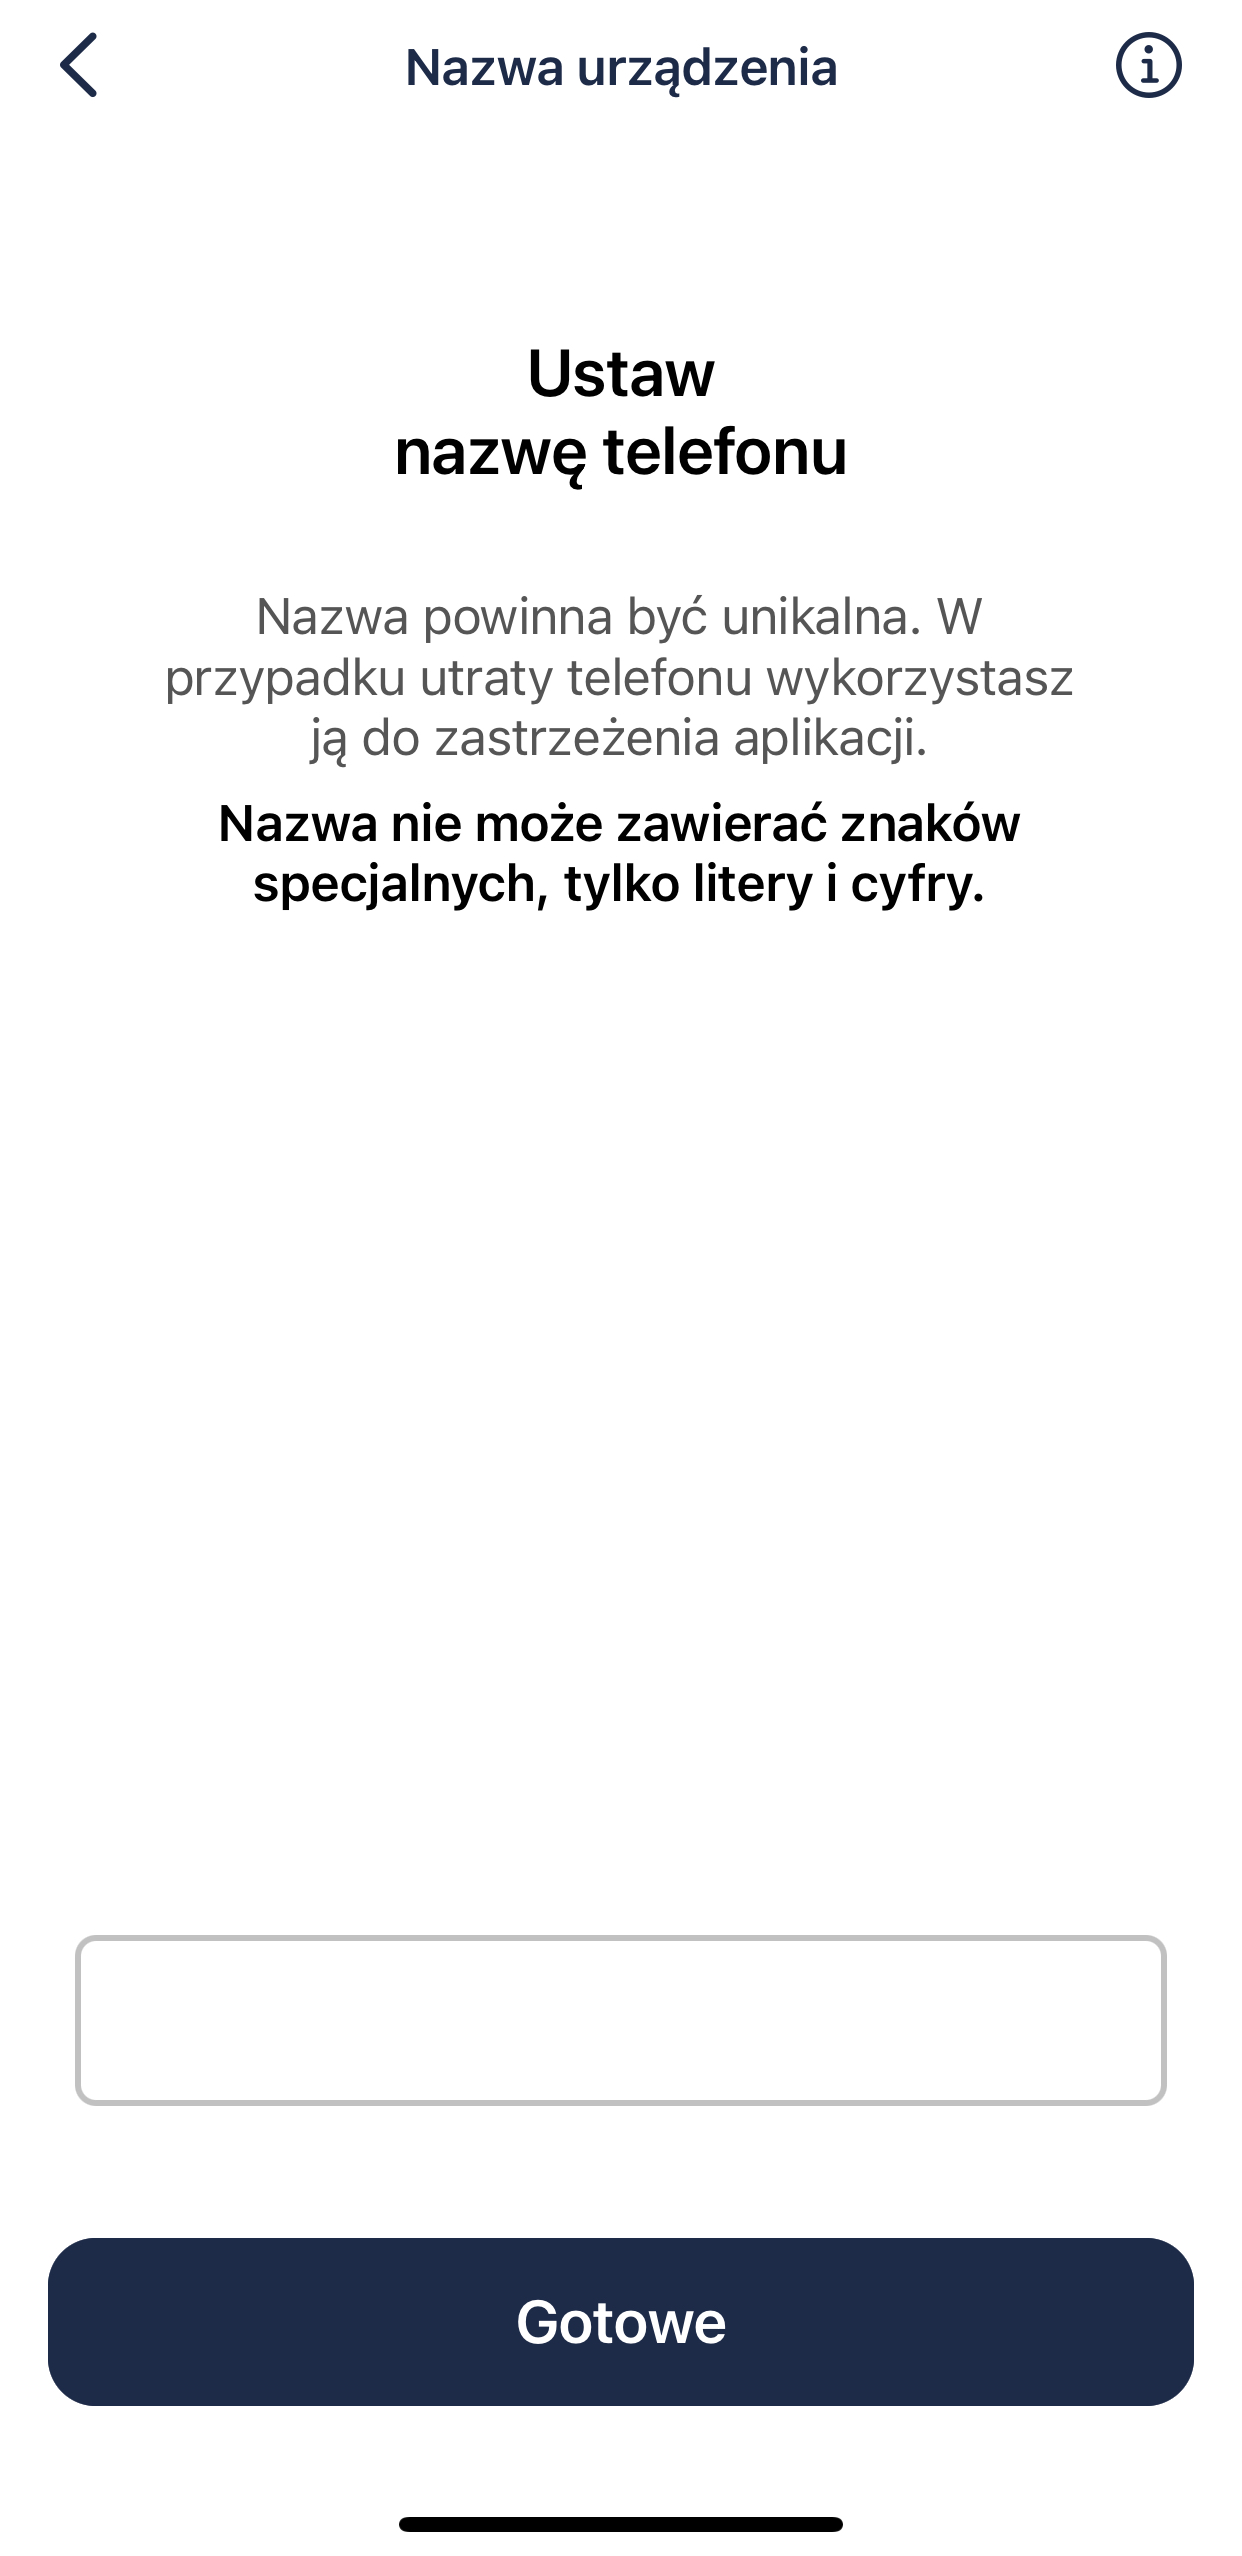 Nazwa urządzenia
Ustaw
nazwę telefonu
Nazwa powinna być unikalna. W
przypadku utraty telefonu wykorzystasz
ją do zastrzeżenia aplikacji.
Nazwa nie może zawierać znaków
specjalnych, tylko litery i cyfry.
Gotowe